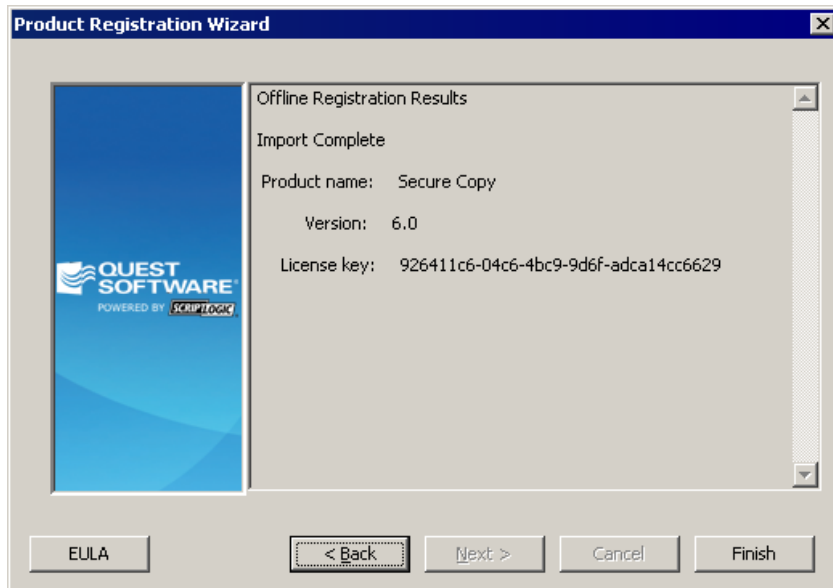 Product Registration Wizard
Offline Registration Results
Import Complete
Product name: Secure Copy
Version: 6.0
License key: 926411c6-04c6-4bc9-9d6f-adca14cc6629
QUEST
SOFTWARE
POWERED BY SCRIPTLOGIC
EULA
< Back
Next >
Cancel
Finish